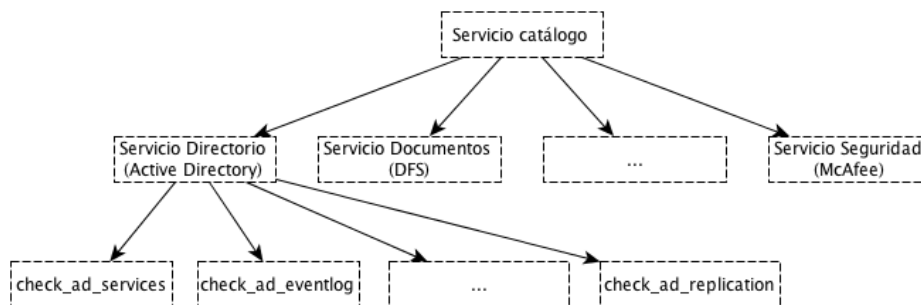 Servicio catálogo
Servicio Directorio
(Active Directory)
Servicio Documentos
(DFS)
...
Servicio Seguridad
(McAfee)
check_ad_services
check_ad_eventlog
...
check_ad_replication